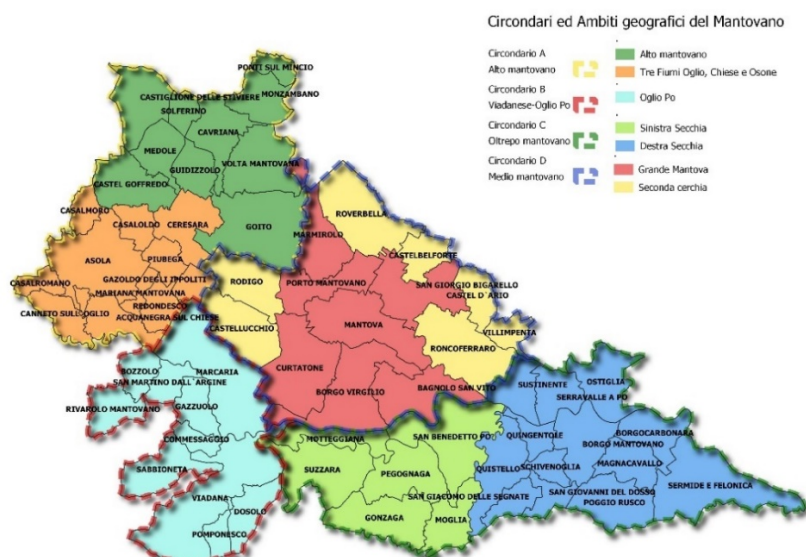 Circondari ed Ambiti geografici del Mantovano
Circondario A
Alto mantovano
Circondario B
Viadanese-Oglio Po
Circondario C
Oltrepo mantovano
Circondario D
Medio mantovano
Alto mantovano
Tre Fiumi Oglio, Chiese e Osone
Oglio Po
Sinistra Secchia
Destra Secchia
Grande Mantova
Seconda cerchia
PONTI SUL MINCIO
MONZAMBANO
CASTIGLIONE DELLE STIVIERE
SOLFERINO
CAVRIANA
MEDOLE
VOLTA MANTOVANA
GUIDIZZOLO
CASTEL GOFFREDO
GOITO
CASALMORO
CASALOLDO
CERESARA
ASOLA
PIUBEGA
GAZOLDO DEGLI IPPOLITI
CASALROMANO
MARIANA MANTOVANA
REDONDESCO
CANNETO SULL'OGLIO
ACQUANEGRA SUL CHIESE
ROVERBELLA
MARMIROLO
CASTELBELFORTE
RODIGO
PORTO MANTOVANO
SAN GIORGIO BIGARELLO
CASTEL D'ARIO
MANTOVA
CASTELLUCCHIO
VILLIMPENTA
RONCOFERRARO
CURTATONE
BORGO VIRGILIO
BAGNOLO SAN VITO
BOZZOLO
MARCARIA
SAN MARTINO DALL'ARGINE
RIVAROLO MANTOVANO
GAZZUOLO
COMMESSAGGIO
SABBIONETA
VIADANA
DOSOLO
POMPONESCO
MOTTEGGIANA
SAN BENEDETTO PO
SUZZARA
PEGOGNAGA
SAN GIACOMO DELLE SEGNATE
GONZAGA
MOGLIA
SUSTINENTE
OSTIGLIA
SERRAVALLE A PO
QUINGENTOLE
BORGOCARBONARA
BORGO MANTOVANO
QUISTELLO
SCHIVENOGLIA
MAGNACAVALLO
SERMIDE E FELONICA
SAN GIOVANNI DEL DOSSO
POGGIO RUSCO